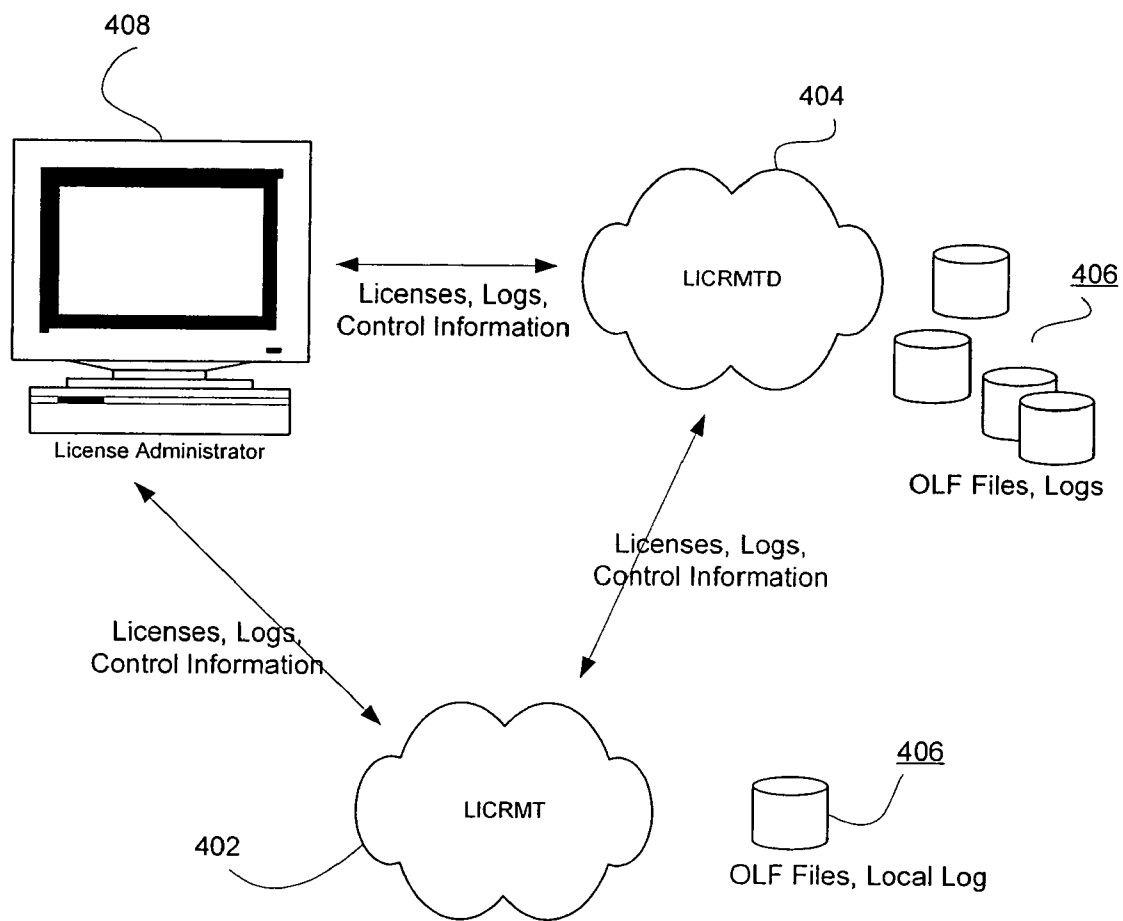 408
404
LICRMTD
406
Licenses, Logs,
Control Information
License Administrator
OLF Files, Logs
Licenses, Logs,
Control Information
Licenses, Logs,
Control Information
406
LICRMT
402
OLF Files, Local Log